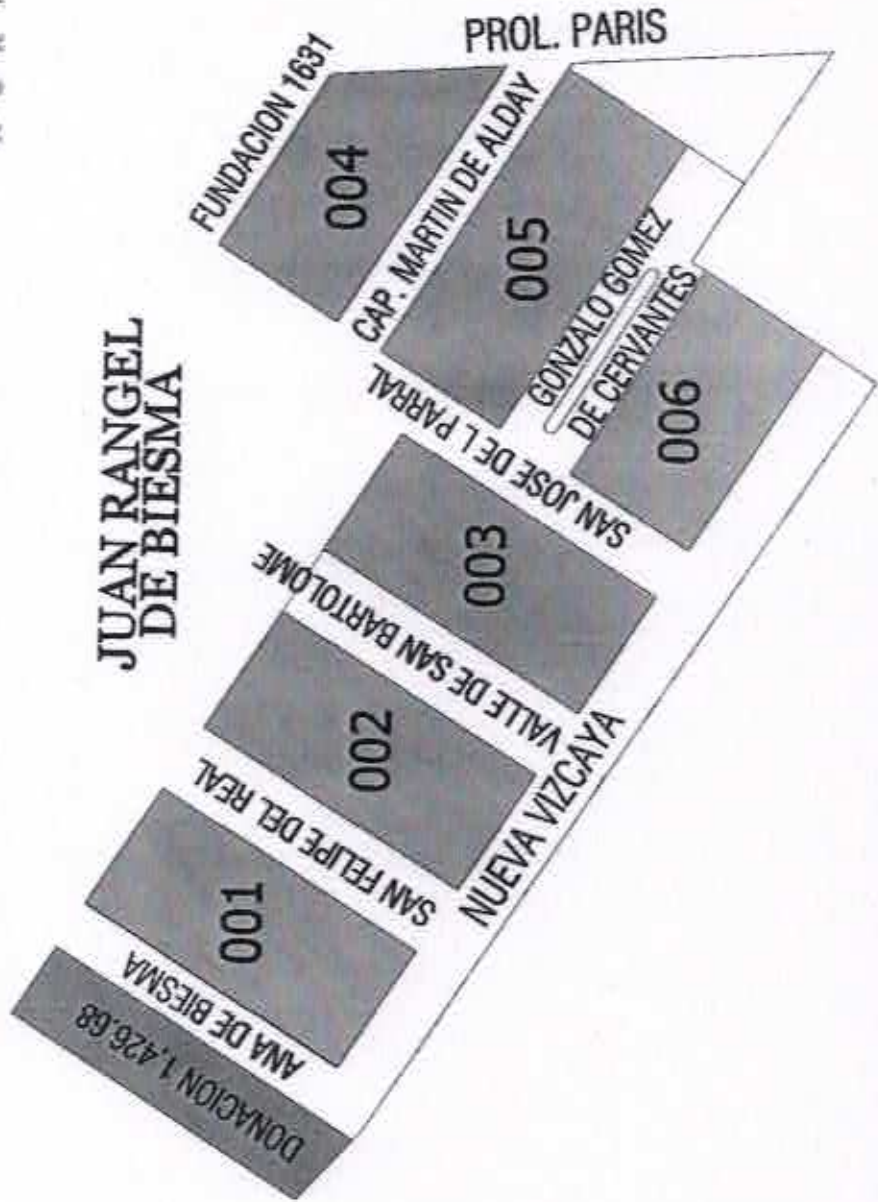 PROL. PARIS
FUNDACION 1631
004
CAP. MARTIN DE ALDAY
005
GONZALO GOMEZ
DE CERVANTES
006
JUAN RANGEL
DE BIESMA
SAN JOSE DE L PARRAL
003
VALLE DE SAN BARTOLOME
002
SAN FELIPE DEL REAL
NUEVA VIZCAYA
001
ANA DE BIESMA
DONACION 1,426.68